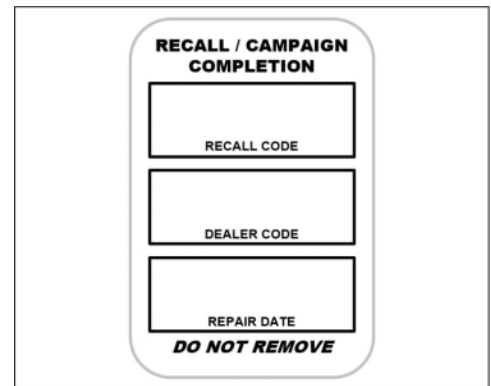 RECALL / CAMPAIGN
COMPLETION
RECALL CODE
DEALER CODE
REPAIR DATE
DO NOT REMOVE